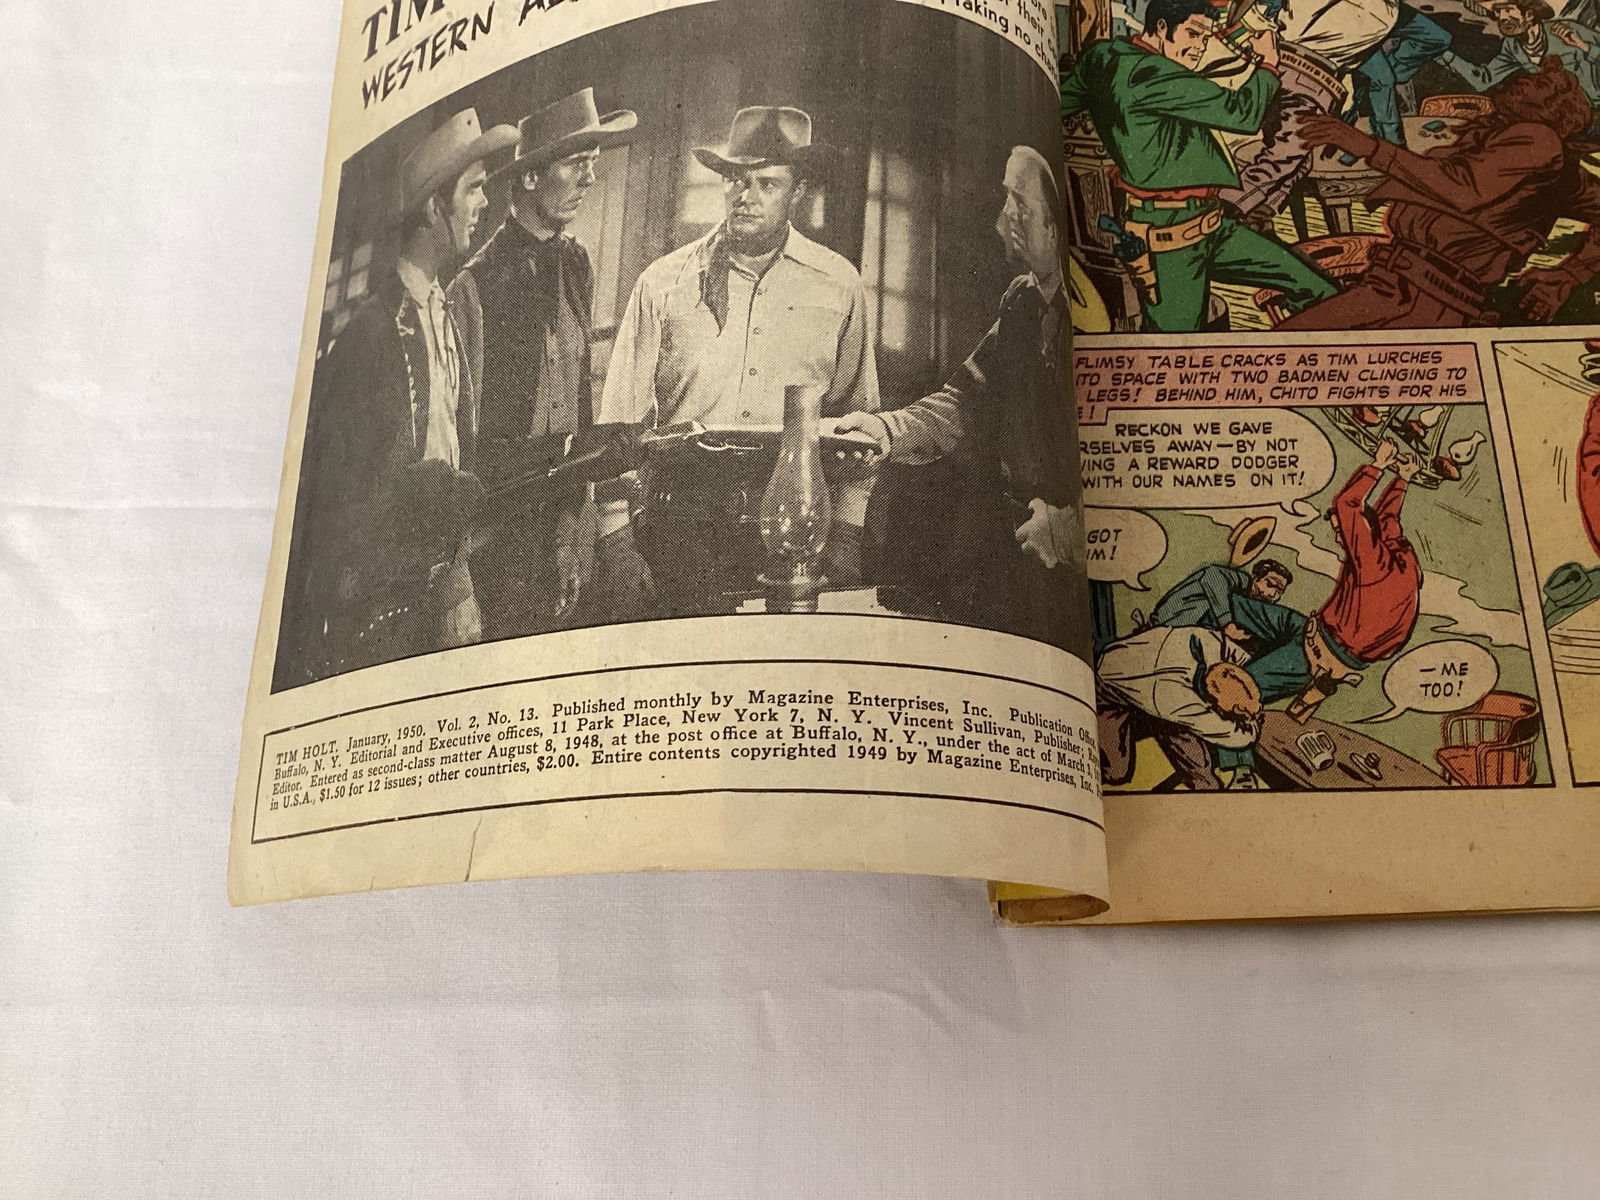 TIM
WESTERN
their
, taking no
TIM HOLT. January, 1950. Vol. 2, No. 13. Published monthly by Magazine Enterprises, Inc. Publication
Buffalo, N. Y. Editorial and Executive offices, 11 Park Place, New York 7, N. Y. Vincent Sullivan, Publisher;
Editor. Entered as second-class matter August 8, 1948, at the post office at Buffalo, N. Y., under the act of March 3,
in U.S.A., $1.50 for 12 issues; other countries, $2.00. Entire contents copyrighted 1949 by Magazine Enterprises, Inc.
FLIMSY TABLE CRACKS AS TIM LURCHES
TO SPACE WITH TWO BADMEN CLINGING TO
LEGS! BEHIND HIM, CHITO FIGHTS FOR HIS
E!
RECKON WE GAVE
RSELVES AWAY—BY NOT
ING A REWARD DODGER
WITH OUR NAMES ON IT!
GOT
IM!
—ME
TOO!